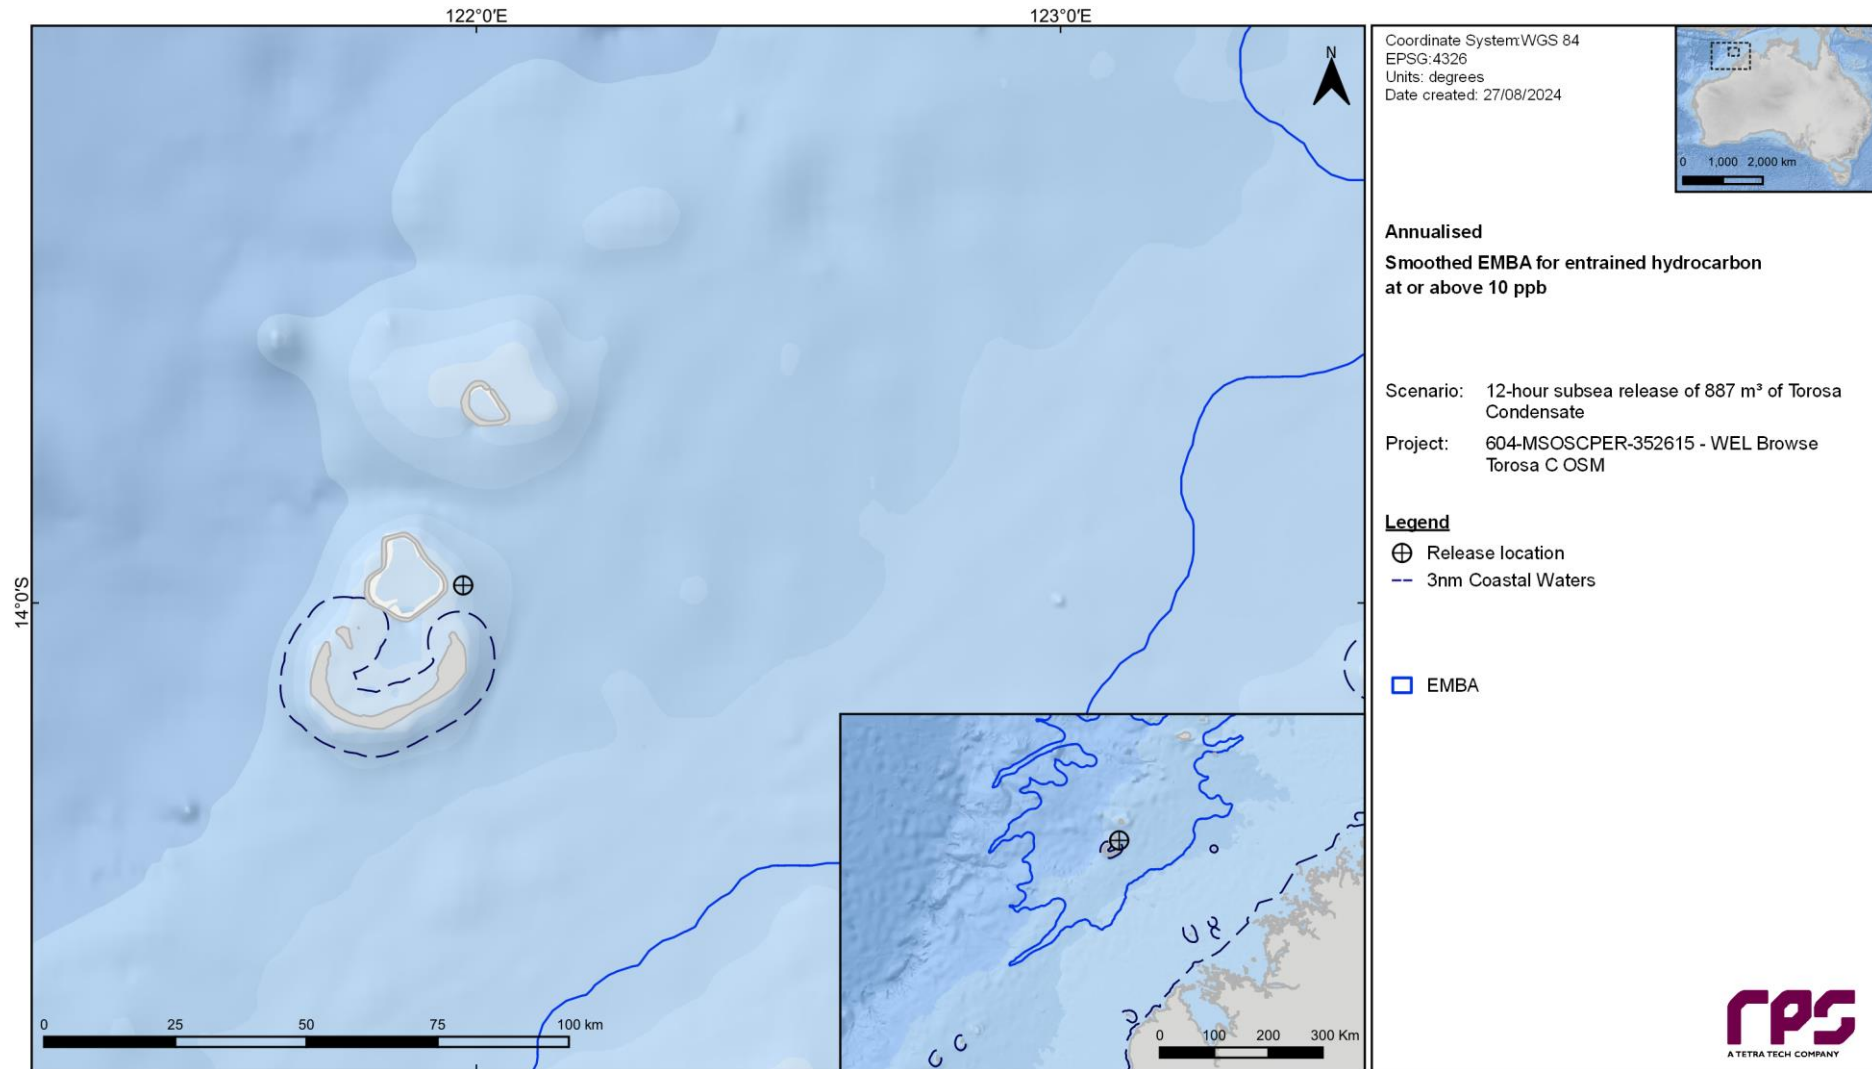 122°0'E
123°0'E
14°0'S
N
0 25 50 75 100 km
0 100 200 300 Km
Coordinate System:WGS 84
EPSG:4326
Units: degrees
Date created: 27/08/2024
0 1,000 2,000 km
Annualised
Smoothed EMBA for entrained hydrocarbon
at or above 10 ppb
Scenario: 12-hour subsea release of 887 m³ of Torosa
Condensate
Project: 604-MSOSCPER-352615 - WEL Browse
Torosa C OSM
Legend
Release location
3nm Coastal Waters
EMBA
rps
A TETRA TECH COMPANY